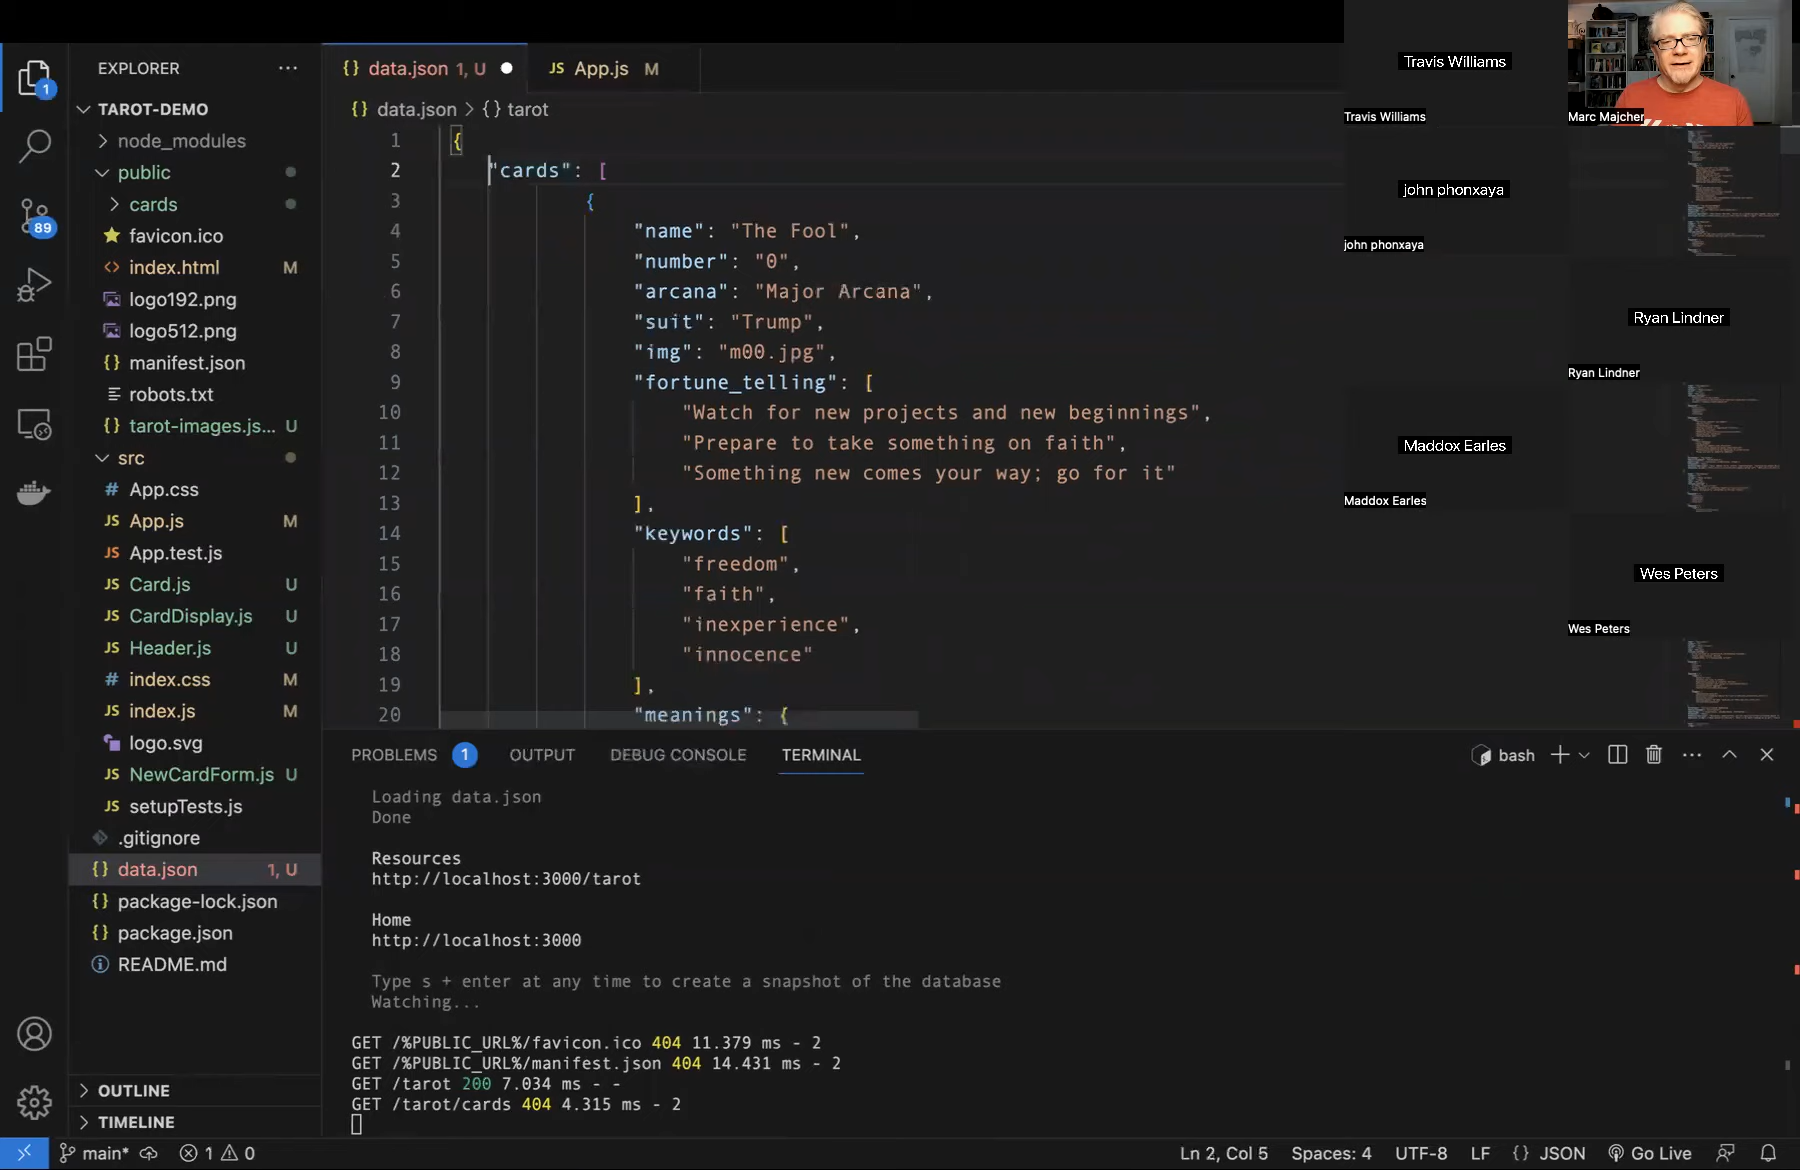 EXPLORER
TAROT-DEMO
node_modules
public
cards
favicon.ico
index.html M
logo192.png
logo512.png
manifest.json
robots.txt
tarot-images.js... U
src
App.css
App.js M
App.test.js
Card.js U
CardDisplay.js U
Header.js U
index.css M
index.js M
logo.svg
NewCardForm.js U
setupTests.js
.gitignore
data.json 1, U
package-lock.json
package.json
README.md
OUTLINE
TIMELINE
1
89
data.json 1, U
App.js M
data.json > {} tarot
1 {
2 "cards": [
3 {
4 "name": "The Fool",
5 "number": "0",
6 "arcana": "Major Arcana",
7 "suit": "Trump",
8 "img": "m00.jpg",
9 "fortune_telling": [
10 "Watch for new projects and new beginnings",
11 "Prepare to take something on faith",
12 "Something new comes your way; go for it"
13 ],
14 "keywords": [
15 "freedom",
16 "faith",
17 "inexperience",
18 "innocence"
19 ],
20 "meanings": {
PROBLEMS 1 OUTPUT DEBUG CONSOLE TERMINAL
bash
Loading data.json
Done
Resources
http://localhost:3000/tarot
Home
http://localhost:3000
Type s + enter at any time to create a snapshot of the database
Watching...
GET /%PUBLIC_URL%/favicon.ico 404 11.379 ms - 2
GET /%PUBLIC_URL%/manifest.json 404 14.431 ms - 2
GET /tarot 200 7.034 ms - -
GET /tarot/cards 404 4.315 ms - 2
main* 1 0
Ln 2, Col 5 Spaces: 4 UTF-8 LF {} JSON Go Live
Travis Williams
Travis Williams
Marc Majcher
john phonxaya
john phonxaya
Ryan Lindner
Ryan Lindner
Maddox Earles
Maddox Earles
Wes Peters
Wes Peters